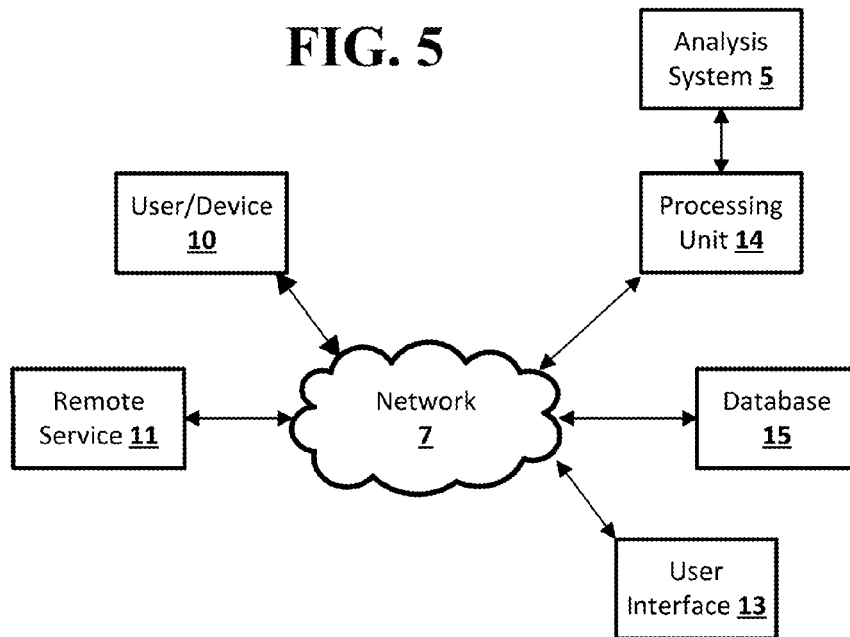 FIG. 5
Analysis
System 5
User/Device
10
Processing
Unit 14
Remote
Service 11
Network
7
Database
15
User
Interface 13